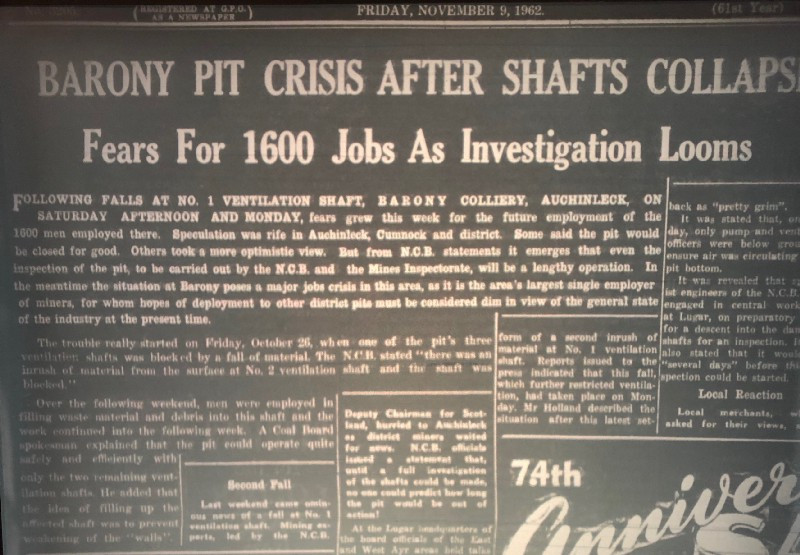 (REGISTERED AT G.P.O.
AS A NEWSPAPER)
FRIDAY, NOVEMBER 9, 1962.
(61st Year)
BARONY PIT CRISIS AFTER SHAFTS COLLAPS
Fears For 1600 Jobs As Investigation Looms
FOLLOWING FALLS AT NO. 1 VENTILATION SHAFT, BARONY COLLIERY, AUCHINLECK, ON
SATURDAY AFTERNOON AND MONDAY, fears grew this week for the future employment of the
1600 men employed there. Speculation was rife in Auchinleck, Cumnock and district. Some said the pit would
be closed for good. Others took a more optimistic view. But from N.C.B. statements it emerges that even the
inspection of the pit, to be carried out by the N.C.B. and the Mines Inspectorate, will be a lengthy operation. In
the meantime the situation at Barony poses a major jobs crisis in this area, as it is the area's largest single employer
of miners, for whom hopes of deployment to other district pits must be considered dim in view of the general state
of the industry at the present time.
The trouble really started on Friday, October 26, when one of the pit's three
ventilation shafts was blocked by a fall of material. The N.C.B. stated "there was an
inrush of material from the surface at No. 2 ventilation shaft and the shaft was
blocked."
Over the following weekend, men were employed in
filling waste material and debris into this shaft and the
work continued into the following week. A Coal Board
spokesman explained that the pit could operate quite
safely and efficiently with
only the two remaining vent-
ilation shafts. He added that
the idea of filling up the
affected shaft was to prevent
weakening of the "walls".
Second Fall
Last weekend came omin-
ous news of a fall at No. 1
ventilation shaft. Mining ex-
perts, led by the N.C.B.
Deputy Chairman for Scot-
land, hurried to Auchinleck
as district miners waited
for news. N.C.B. officials
issued a statement that,
until a full investigation
of the shafts could be made,
no one could predict how long
the pit would be out of
action!
At the Lugar headquarters of
the board officials of the East
and West Ayr areas held talks
form of a second inrush of
material at No. 1 ventilation
shaft. Reports issued to the
press indicated that this fall,
which further restricted ventila-
tion, had taken place on Mon-
day. Mr Holland described the
situation after this latest set-
back as "pretty grim".
It was stated that, on
day, only pump and vent
officers were below grou
ensure air was circulating
pit bottom.
It was revealed that
ist engineers of the N.C.B.
engaged in central work
at Lugar, on preparatory
for a descent into the da
shafts for an inspection. It
also stated that it would
"several days" before th
spection could be started.
Local Reaction
Local merchants, w
asked for their views,
74th
Anniver
S